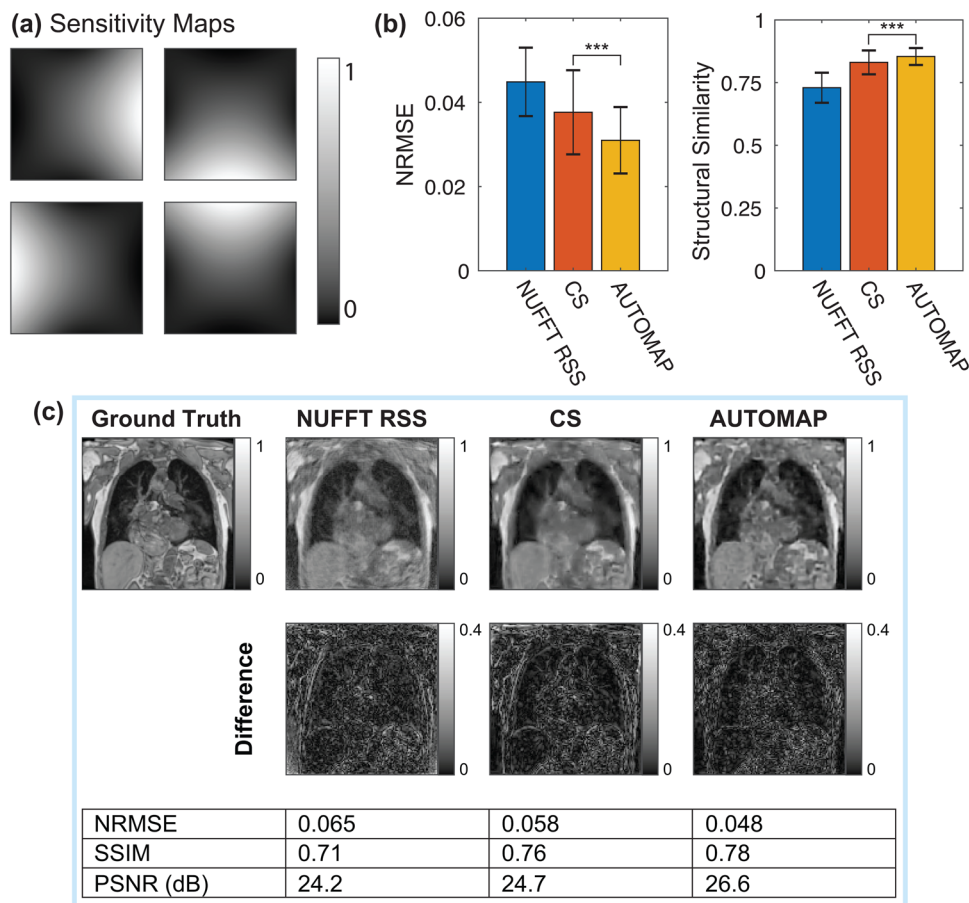 (a) Sensitivity Maps
1
0
(b)
0.06
0.04
0.02
0
NRMSE
***
NUFFT RSS
CS
AUTOMAP
1
0.75
0.5
0.25
0
Structural Similarity
***
NUFFT RSS
CS
AUTOMAP
(c)
Ground Truth NUFFT RSS CS AUTOMAP
1 1 1 1
0 0 0 0
Difference
0.4 0.4 0.4
0 0 0
NRMSE 0.065 0.058 0.048
SSIM 0.71 0.76 0.78
PSNR (dB) 24.2 24.7 26.6